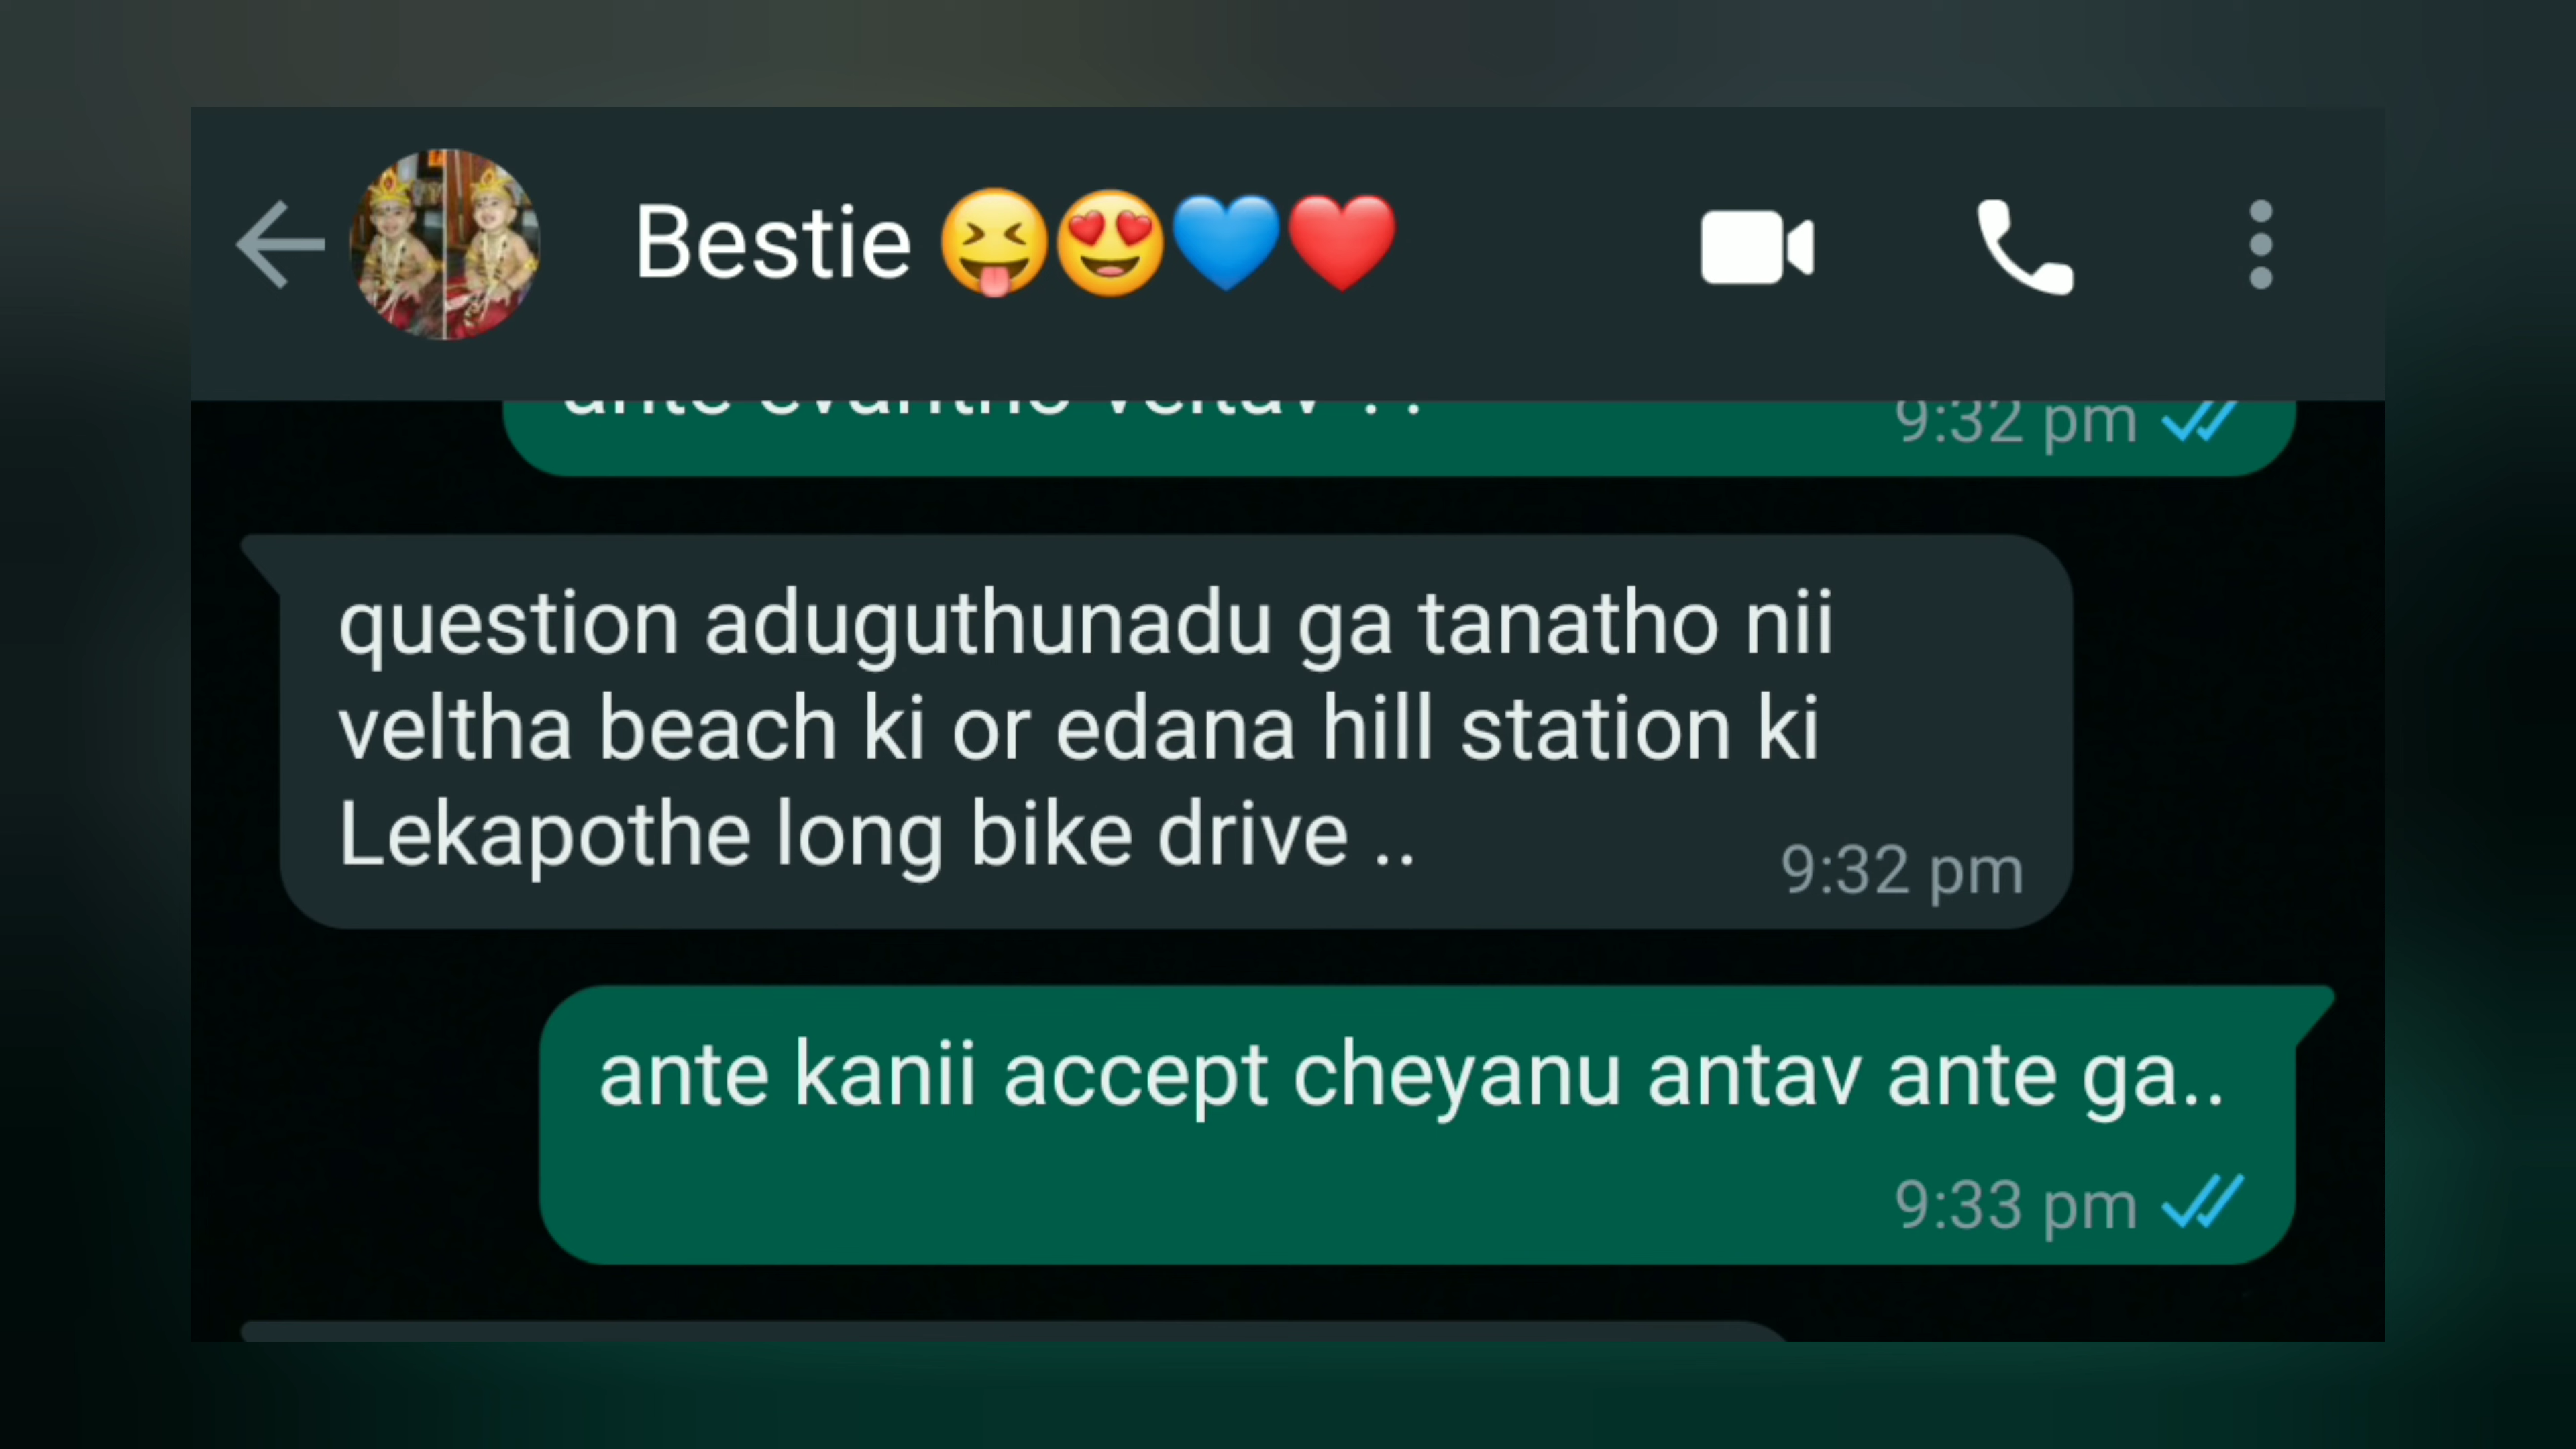 Bestie 😝😍💙❤️
9:32 pm
question aduguthunadu ga tanatho nii
veltha beach ki or edana hill station ki
Lekapothe long bike drive ..
9:32 pm
ante kanii accept cheyanu antav ante ga..
9:33 pm